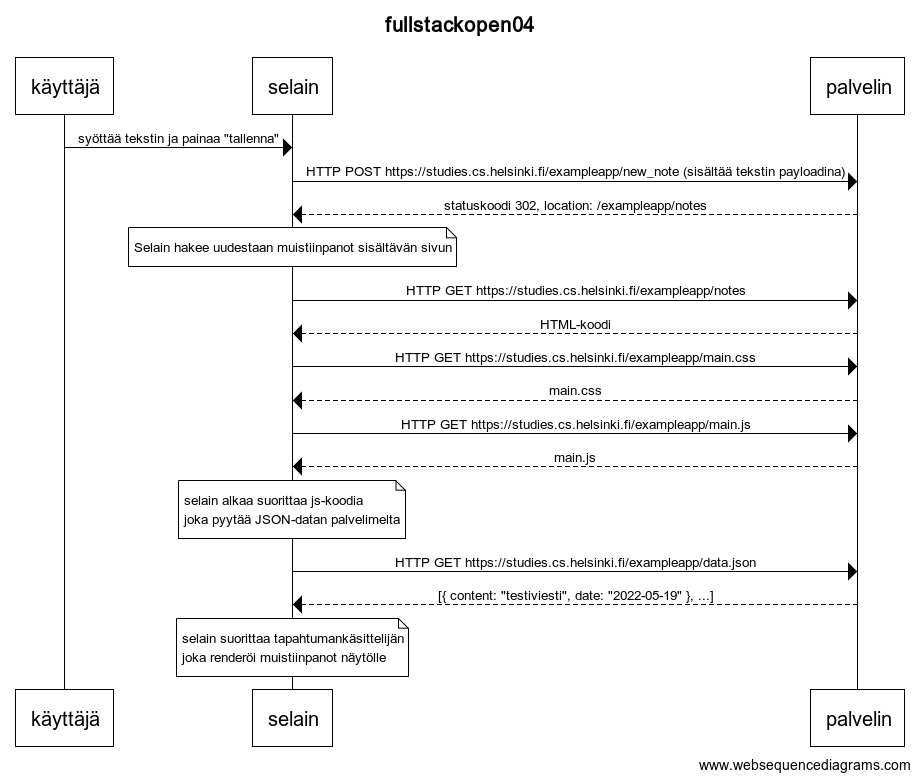 fullstackopen04
käyttäjä
selain
palvelin
syöttää tekstin ja painaa "tallenna"
HTTP POST https://studies.cs.helsinki.fi/exampleapp/new_note (sisältää tekstin payloadina)
statuskoodi 302, location: /exampleapp/notes
Selain hakee uudestaan muistiinpanot sisältävän sivun
HTTP GET https://studies.cs.helsinki.fi/exampleapp/notes
HTML-koodi
HTTP GET https://studies.cs.helsinki.fi/exampleapp/main.css
main.css
HTTP GET https://studies.cs.helsinki.fi/exampleapp/main.js
main.js
selain alkaa suorittaa js-koodia
joka pyytää JSON-datan palvelimelta
HTTP GET https://studies.cs.helsinki.fi/exampleapp/data.json
[{ content: "testiviesti", date: "2022-05-19" }, ...]
selain suorittaa tapahtumankäsittelijän
joka renderöi muistiinpanot näytölle
käyttäjä
selain
palvelin
www.websequencediagrams.com